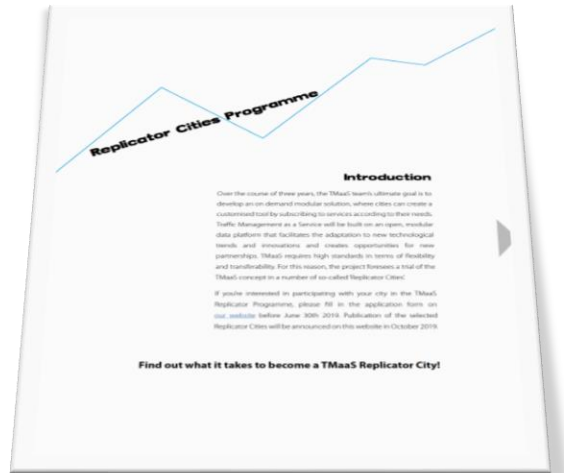 Replicator Cities Programme
Introduction
Over the course of three years, the TMaaS team's ultimate goal is to
develop an on demand modular solution, where cities can create a
customised tool by subscribing to services according to their needs.
Traffic Management as a Service will be built on an open, modular
data platform that facilitates the adaptation to new technological
trends and innovations and creates opportunities for new
partnerships. TMaaS requires high standards in terms of flexibility
and transferability. For this reason, the project foresees a trial of the
TMaaS concept in a number of so-called 'Replicator Cities'.
If you're interested in participating with your city in the TMaaS
Replicator Programme, please fill in the application form on
our website before June 30th 2019. Publication of the selected
Replicator Cities will be announced on this website in October 2019
Find out what it takes to become a TMaaS Replicator City!